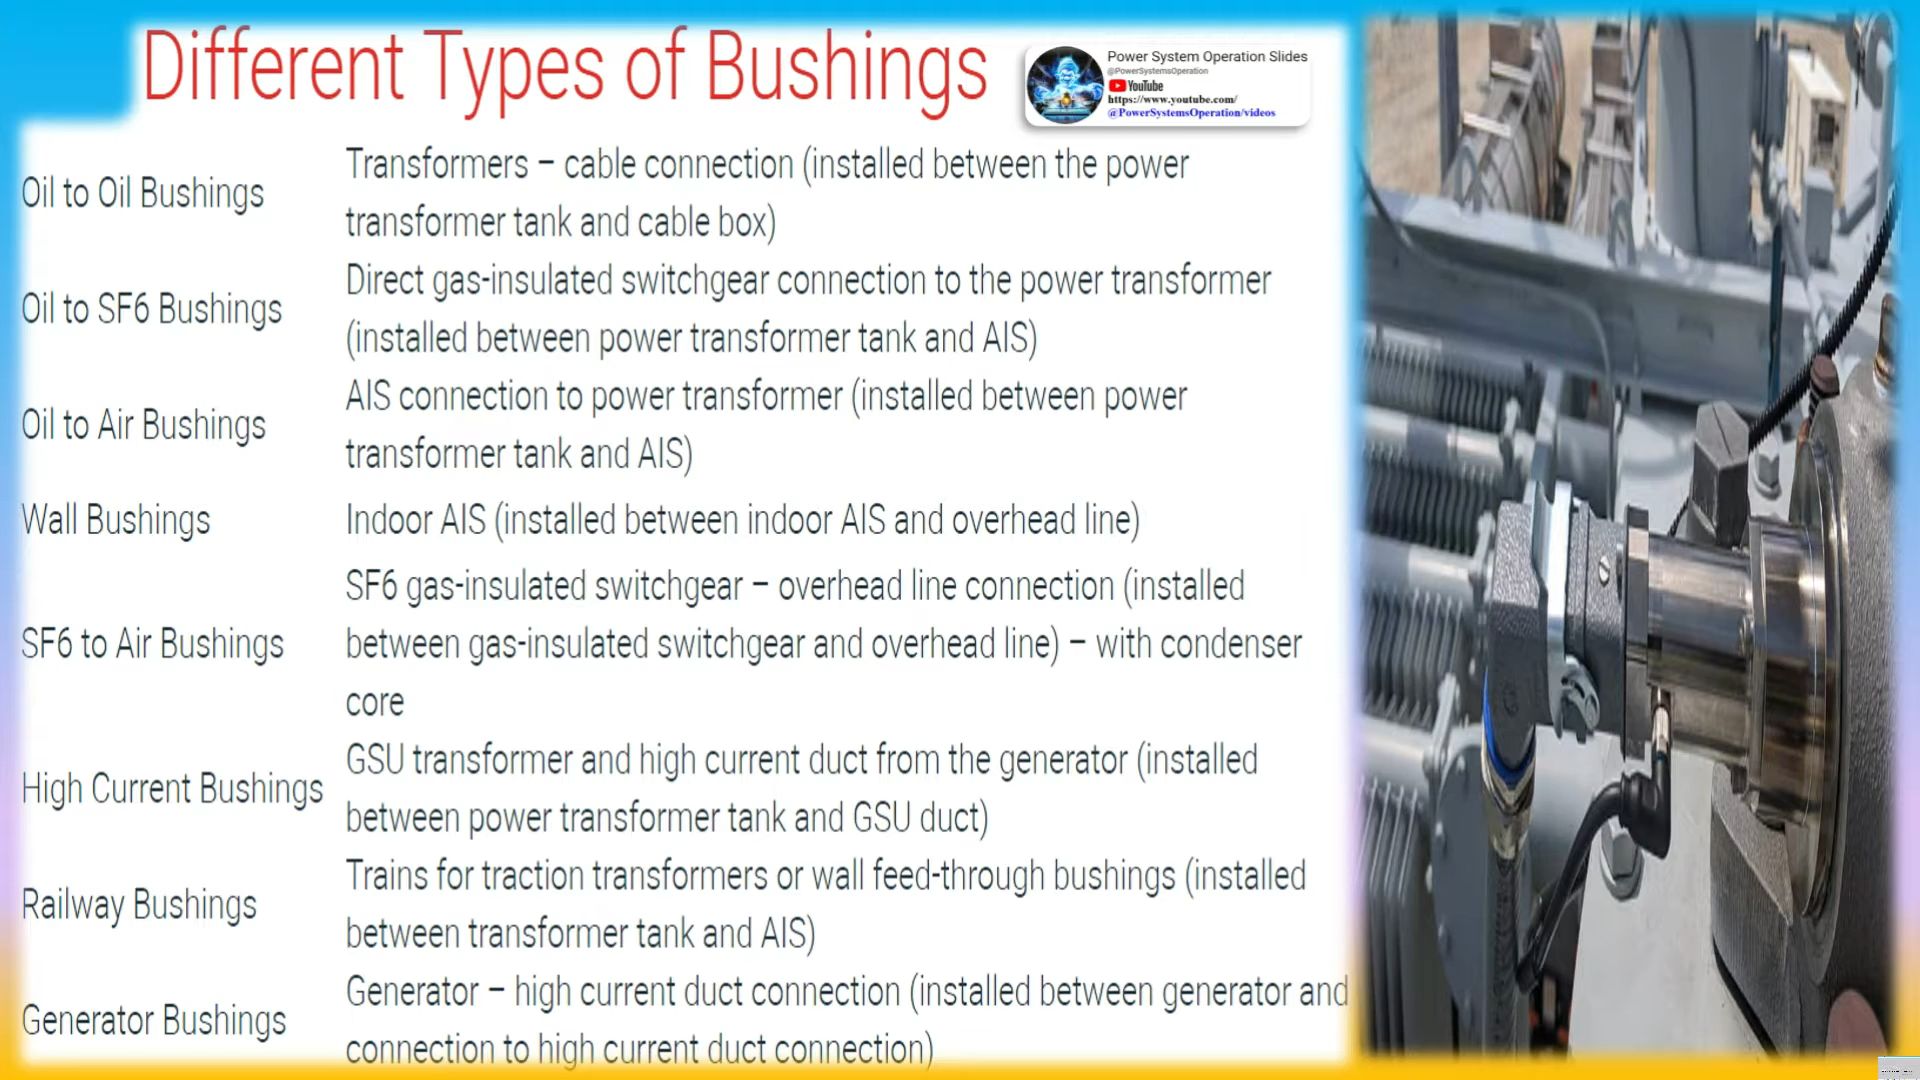 Different Types of Bushings
Power System Operation Slides
@PowerSystemsOperation
YouTube
https://www.youtube.com/
@PowerSystemsOperation/videos
Oil to Oil Bushings
Transformers – cable connection (installed between the power
transformer tank and cable box)
Oil to SF6 Bushings
Direct gas-insulated switchgear connection to the power transformer
(installed between power transformer tank and AIS)
Oil to Air Bushings
AIS connection to power transformer (installed between power
transformer tank and AIS)
Wall Bushings
Indoor AIS (installed between indoor AIS and overhead line)
SF6 to Air Bushings
SF6 gas-insulated switchgear – overhead line connection (installed
between gas-insulated switchgear and overhead line) – with condenser
core
High Current Bushings
GSU transformer and high current duct from the generator (installed
between power transformer tank and GSU duct)
Railway Bushings
Trains for traction transformers or wall feed-through bushings (installed
between transformer tank and AIS)
Generator Bushings
Generator – high current duct connection (installed between generator and
connection to high current duct connection)